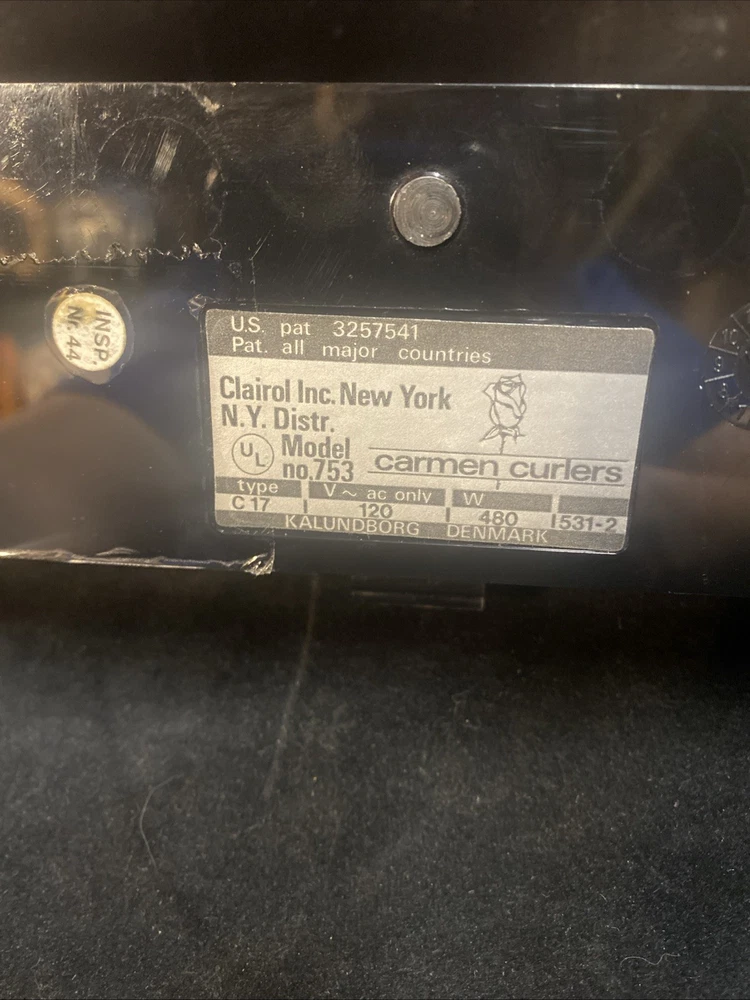 U.S. pat 3257541
Pat. all major countries
Clairol Inc. New York
N.Y. Distr.
UL Model
no. 753
carmen curlers
type V ~ ac only W
C 17 120 480 531-2
KALUNDBORG DENMARK
INSP.
Nr. 44